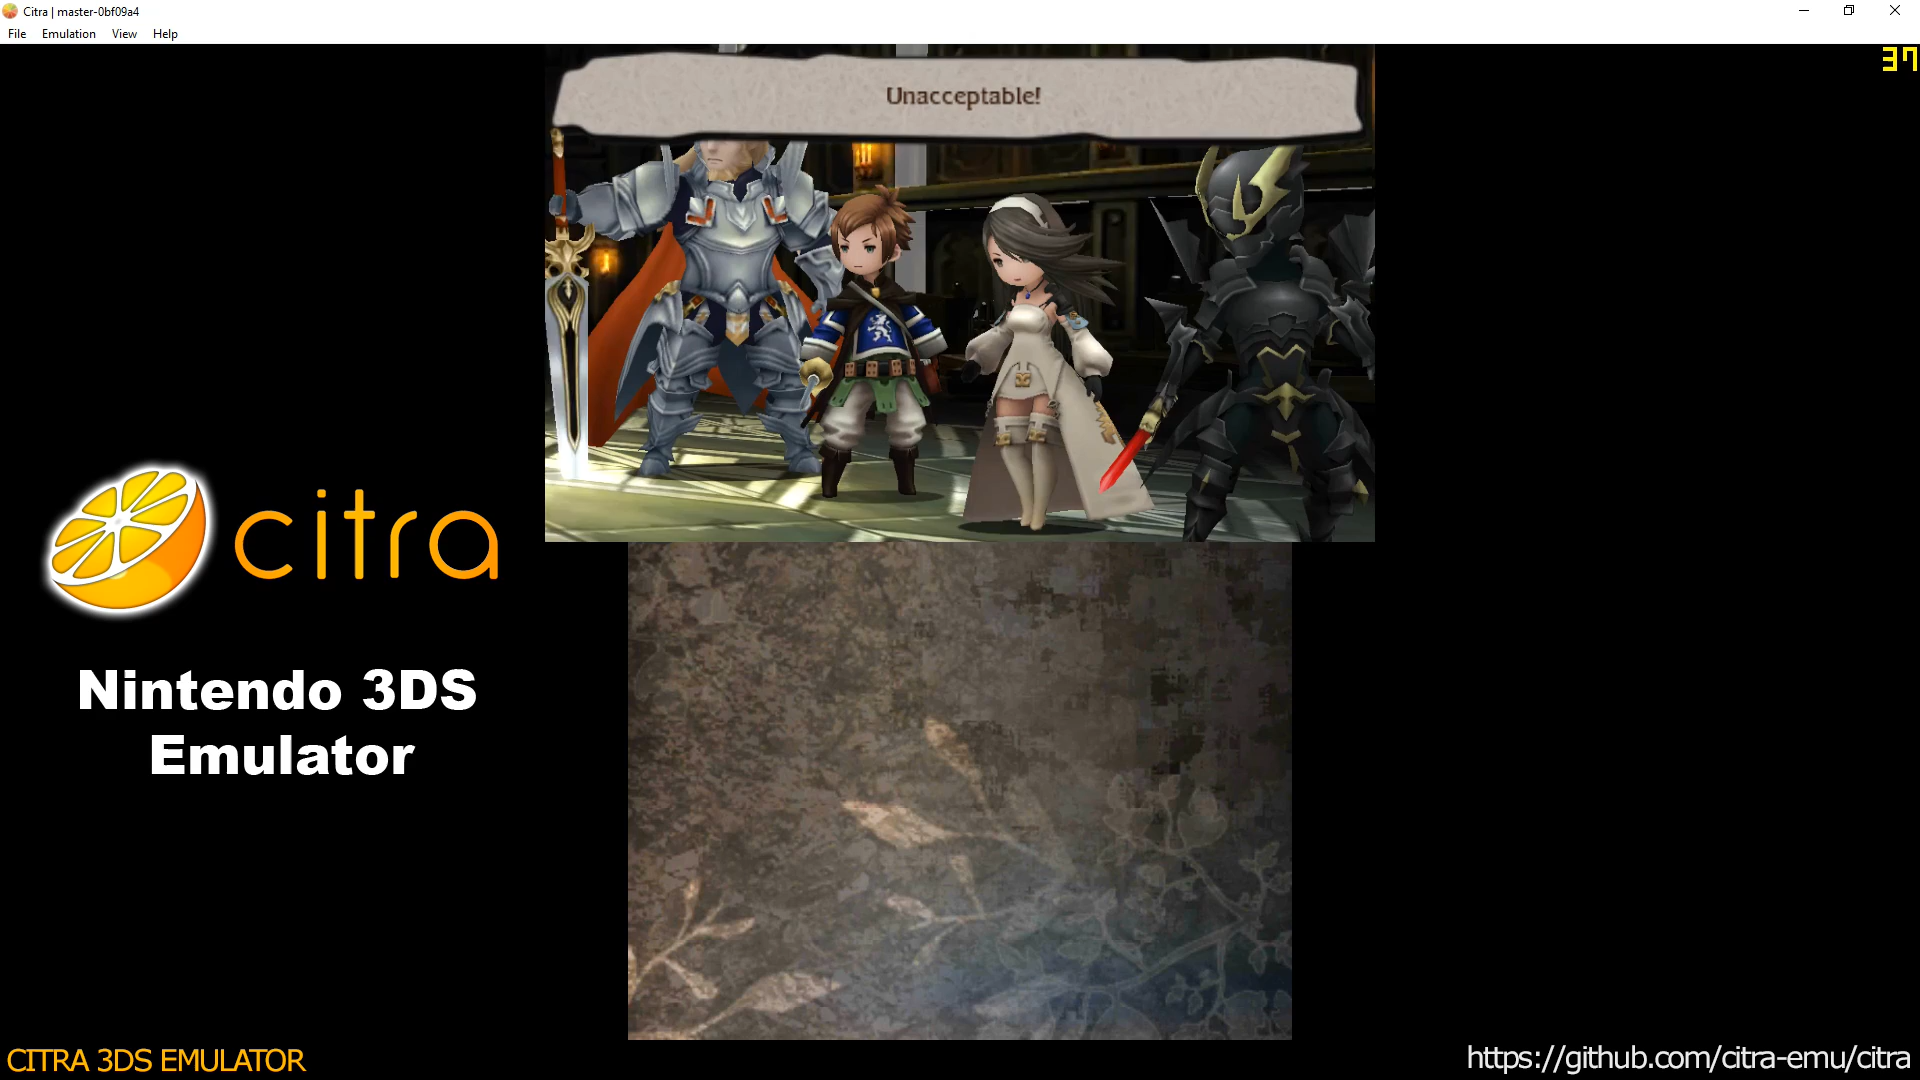 Citra | master-0bf09a4
File Emulation View Help
37
Unacceptable!
citra
Nintendo 3DS
Emulator
CITRA 3DS EMULATOR
https://github.com/citra-emu/citra